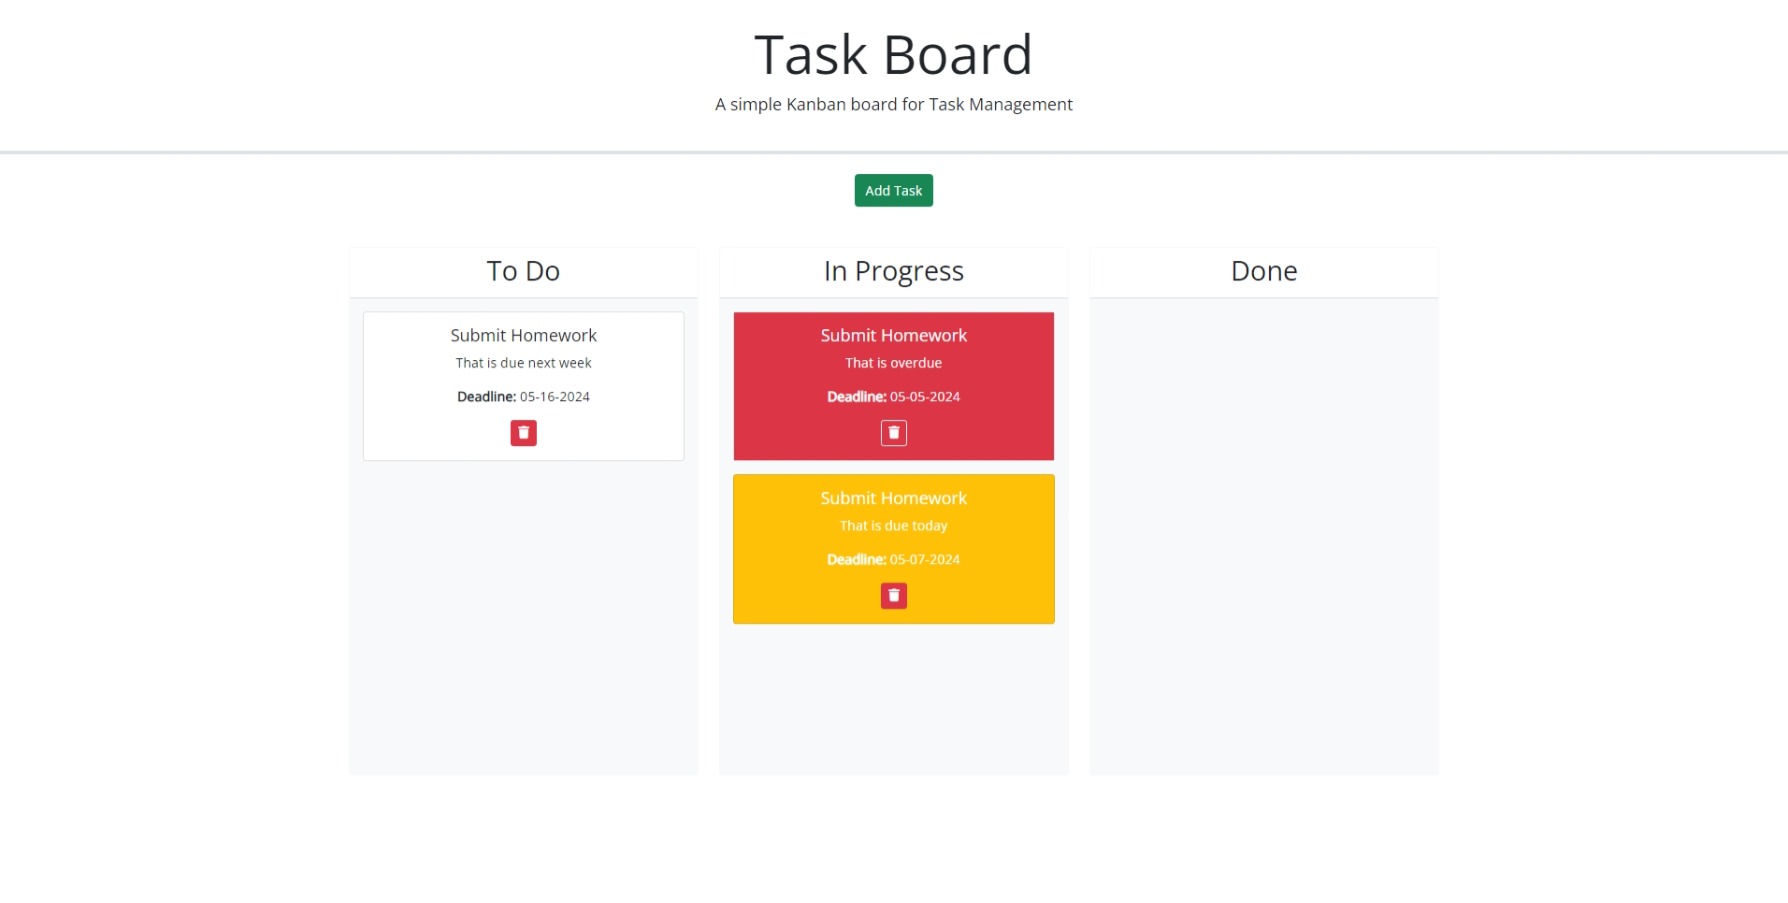 Task Board
A simple Kanban board for Task Management
Add Task
To Do
Submit Homework
That is due next week
Deadline: 05-16-2024
In Progress
Submit Homework
That is overdue
Deadline: 05-05-2024
Submit Homework
That is due today
Deadline: 05-07-2024
Done